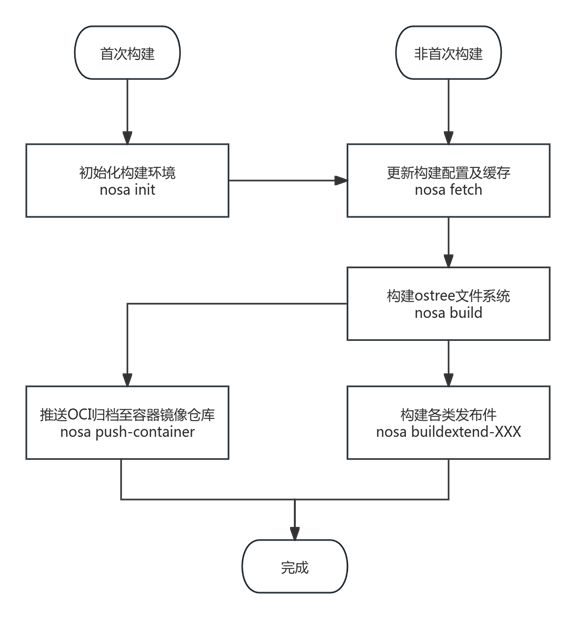 首次构建
非首次构建
初始化构建环境
nosa init
更新构建配置及缓存
nosa fetch
构建ostree文件系统
nosa build
推送OCI归档至容器镜像仓库
nosa push-container
构建各类发布件
nosa buildextend-XXX
完成